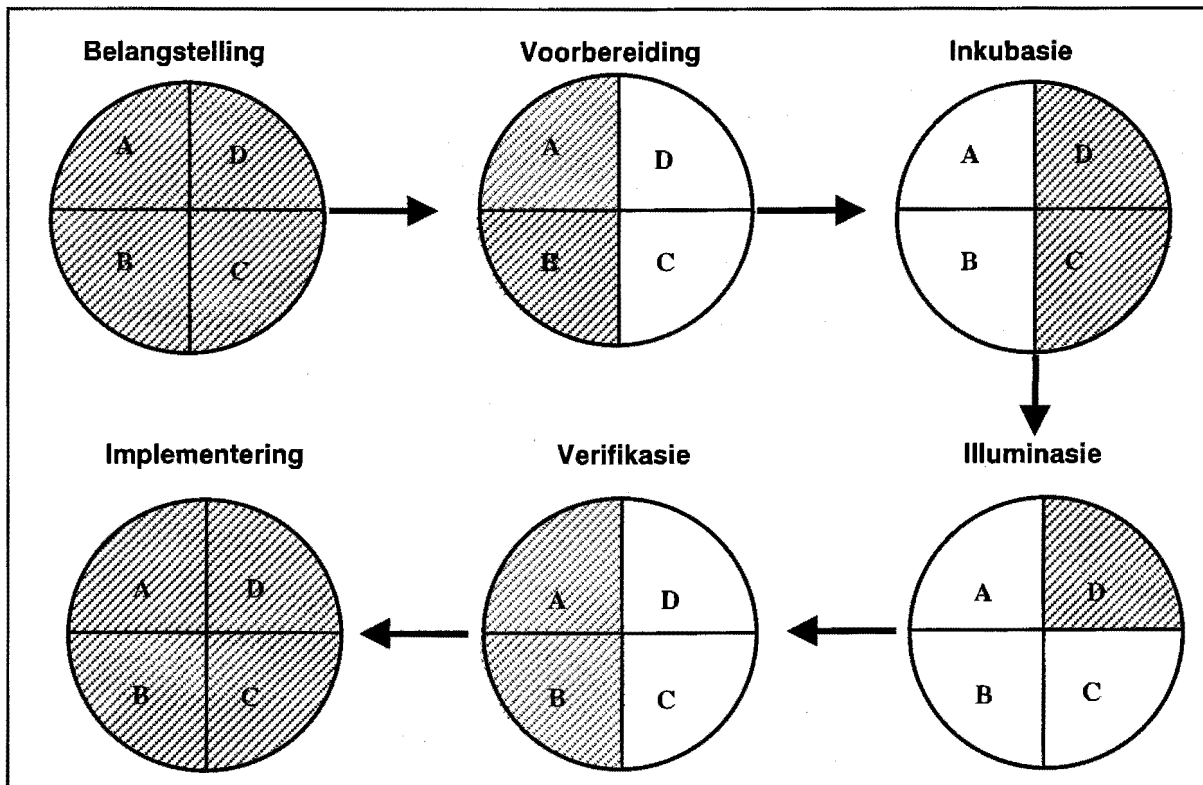 Belangstelling
A D
B C
Voorbereiding
A D
B C
Inkubasie
A D
B C
Implementering
A D
B C
Verifikasie
A D
B C
Illuminasie
A D
B C